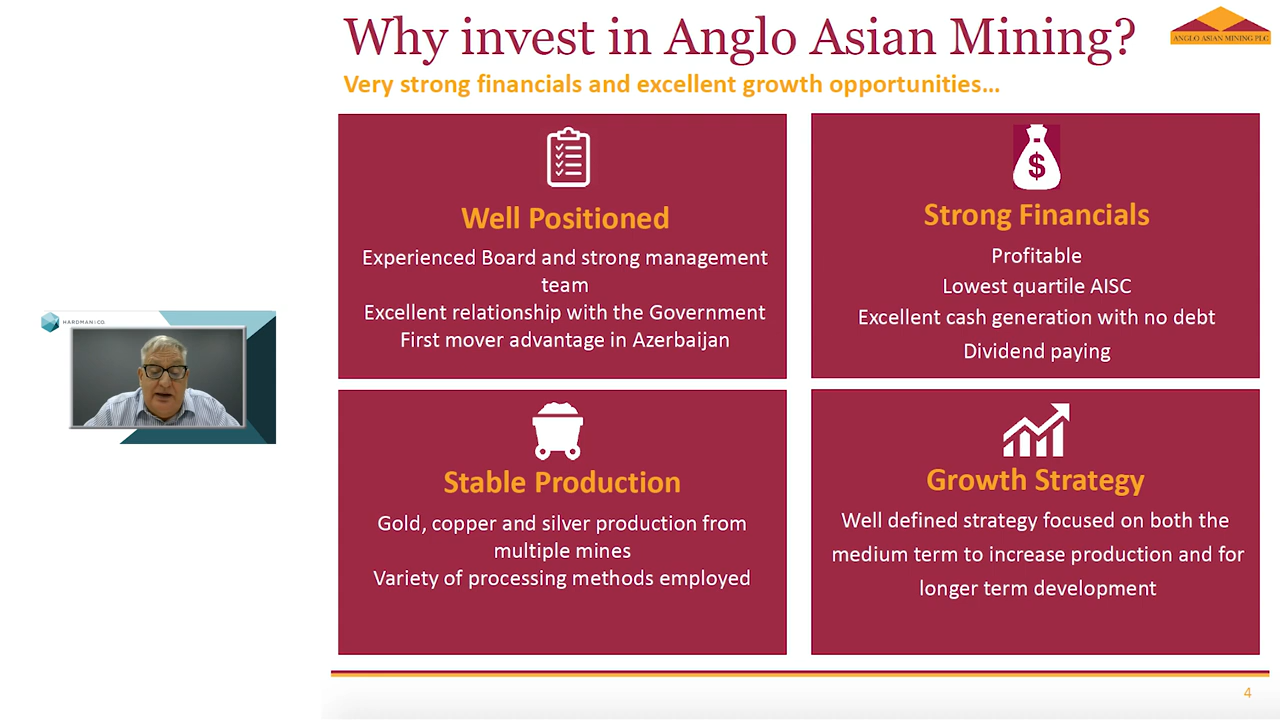 Why invest in Anglo Asian Mining?
ANGLO ASIAN MINING PLC
Very strong financials and excellent growth opportunities…
Well Positioned
Experienced Board and strong management
team
Excellent relationship with the Government
First mover advantage in Azerbaijan
$
Strong Financials
Profitable
Lowest quartile AISC
Excellent cash generation with no debt
Dividend paying
HARDMAN&CO.
Stable Production
Gold, copper and silver production from
multiple mines
Variety of processing methods employed
Growth Strategy
Well defined strategy focused on both the
medium term to increase production and for
longer term development
4